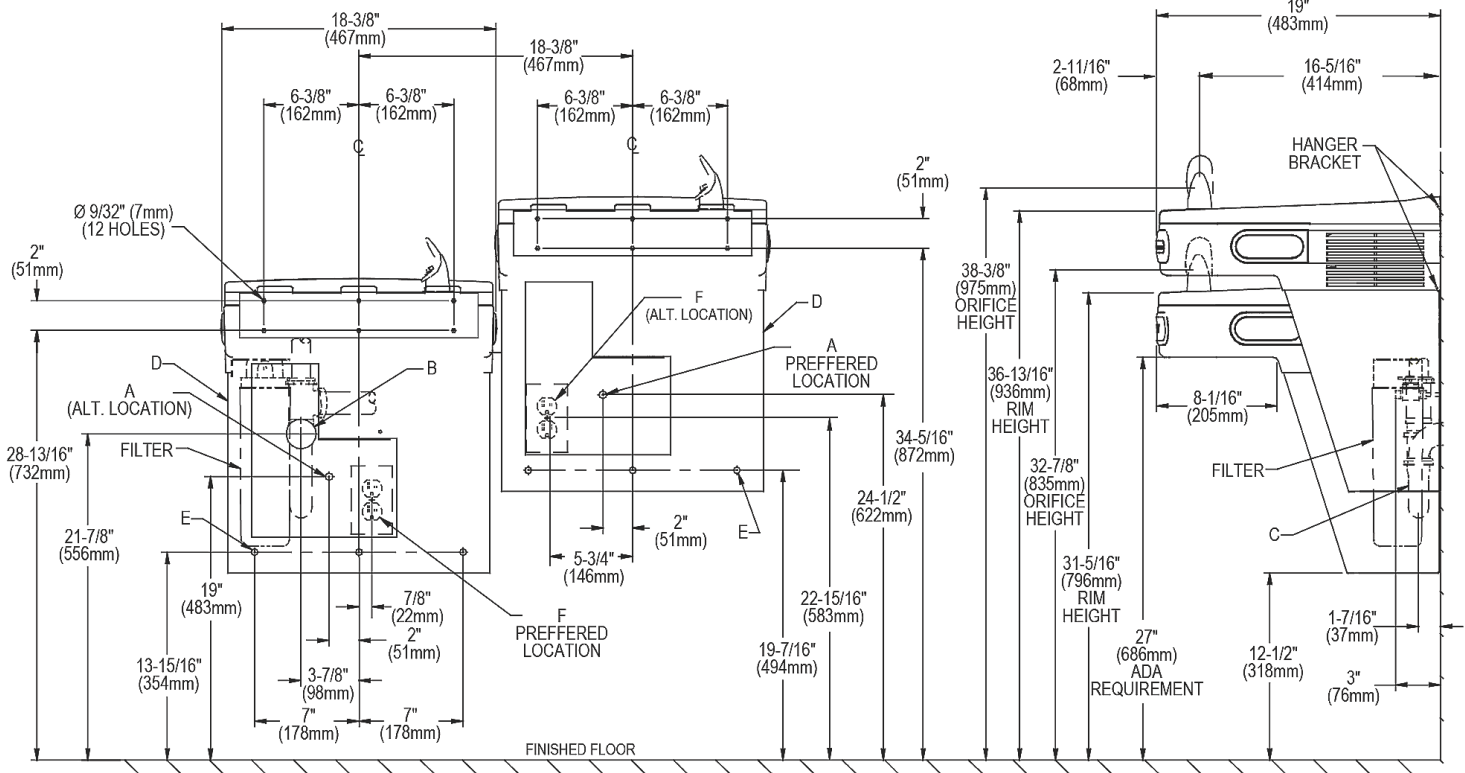 18-3/8"
(467mm)
18-3/8"
(467mm)
6-3/8"
(162mm)
6-3/8"
(162mm)
6-3/8"
(162mm)
6-3/8"
(162mm)
℄
℄
2"
(51mm)
Ø 9/32" (7mm)
(12 HOLES)
2"
(51mm)
F
(ALT. LOCATION)
D
A
PREFFERED
LOCATION
D
A
(ALT. LOCATION)
B
FILTER
28-13/16"
(732mm)
21-7/8"
(556mm)
E
19"
(483mm)
13-15/16"
(354mm)
3-7/8"
(98mm)
7"
(178mm)
7"
(178mm)
7/8"
(22mm)
2"
(51mm)
F
PREFFERED
LOCATION
5-3/4"
(146mm)
2"
(51mm)
E
34-5/16"
(872mm)
24-1/2"
(622mm)
22-15/16"
(583mm)
19-7/16"
(494mm)
FINISHED FLOOR
19"
(483mm)
2-11/16"
(68mm)
16-5/16"
(414mm)
HANGER
BRACKET
38-3/8"
(975mm)
ORIFICE
HEIGHT
36-13/16"
(936mm)
RIM
HEIGHT
32-7/8"
(835mm)
ORIFICE
HEIGHT
31-5/16"
(796mm)
RIM
HEIGHT
27"
(686mm)
ADA
REQUIREMENT
8-1/16"
(205mm)
FILTER
C
12-1/2"
(318mm)
1-7/16"
(37mm)
3"
(76mm)